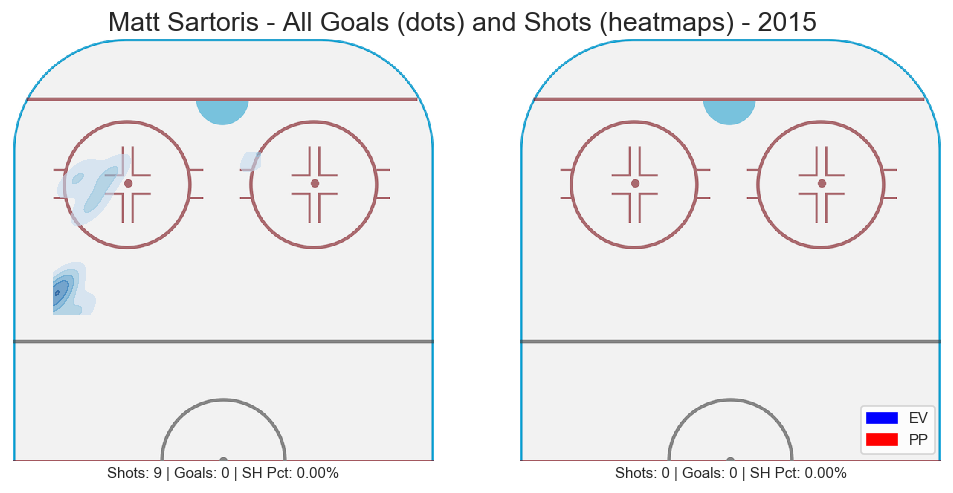 Matt Sartoris - All Goals (dots) and Shots (heatmaps) - 2015
EV
PP
Shots: 9 | Goals: 0 | SH Pct: 0.00%
Shots: 0 | Goals: 0 | SH Pct: 0.00%